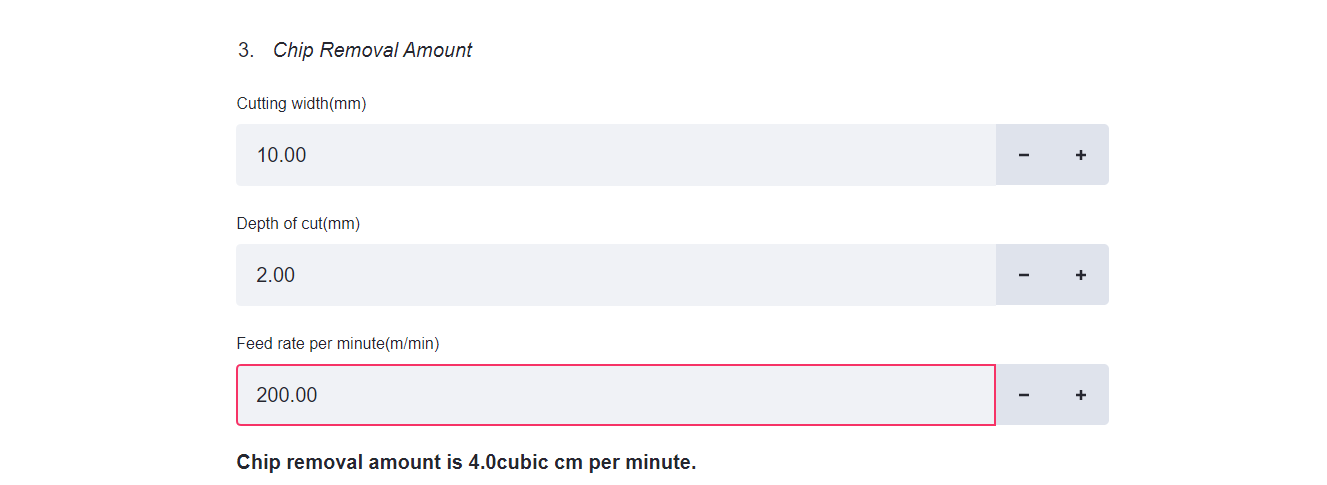 3. Chip Removal Amount
Cutting width(mm)
10.00 - +
Depth of cut(mm)
2.00 - +
Feed rate per minute(m/min)
200.00 - +
Chip removal amount is 4.0cubic cm per minute.